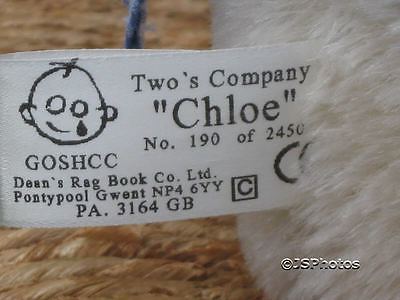 Two's Company
"Chloe"
No. 190 of 2450
GOSHCC
Dean's Rag Book Co. Ltd.
Pontypool Gwent NP4 6YY
PA. 3164 GB
C
CE
©JSPhotos